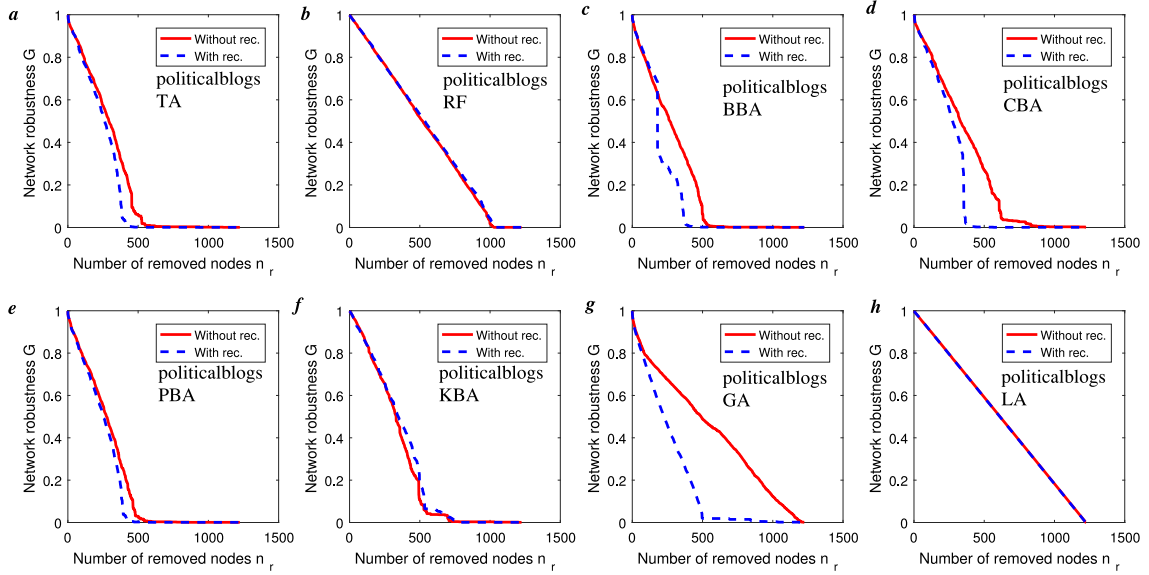 a
Network robustness G
1
0.8
0.6
0.4
0.2
0
0 500 1000 1500
Number of removed nodes n r
Without rec.
With rec.
politicalblogs
TA
b
Network robustness G
1
0.8
0.6
0.4
0.2
0
0 500 1000 1500
Number of removed nodes n r
Without rec.
With rec.
politicalblogs
RF
c
Network robustness G
1
0.8
0.6
0.4
0.2
0
0 500 1000 1500
Number of removed nodes n r
Without rec.
With rec.
politicalblogs
BBA
d
Network robustness G
1
0.8
0.6
0.4
0.2
0
0 500 1000 1500
Number of removed nodes n r
Without rec.
With rec.
politicalblogs
CBA
e
Network robustness G
1
0.8
0.6
0.4
0.2
0
0 500 1000 1500
Number of removed nodes n r
Without rec.
With rec.
politicalblogs
PBA
f
Network robustness G
1
0.8
0.6
0.4
0.2
0
0 500 1000 1500
Number of removed nodes n r
Without rec.
With rec.
politicalblogs
KBA
g
Network robustness G
1
0.8
0.6
0.4
0.2
0
0 500 1000 1500
Number of removed nodes n r
Without rec.
With rec.
politicalblogs
GA
h
Network robustness G
1
0.8
0.6
0.4
0.2
0
0 500 1000 1500
Number of removed nodes n r
Without rec.
With rec.
politicalblogs
LA